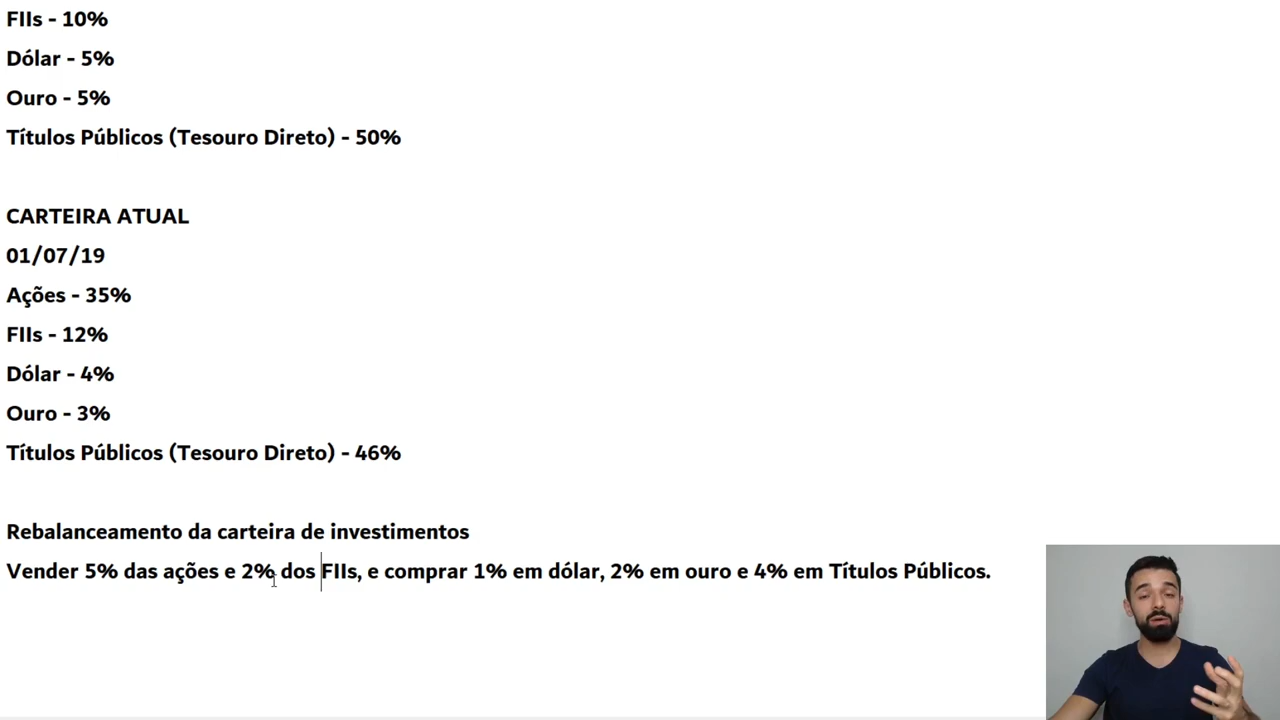 FIIs - 10%
Dólar - 5%
Ouro - 5%
Títulos Públicos (Tesouro Direto) - 50%
CARTEIRA ATUAL
01/07/19
Ações - 35%
FIIs - 12%
Dólar - 4%
Ouro - 3%
Títulos Públicos (Tesouro Direto) - 46%
Rebalanceamento da carteira de investimentos
Vender 5% das ações e 2% dos FIIs, e comprar 1% em dólar, 2% em ouro e 4% em Títulos Públicos.